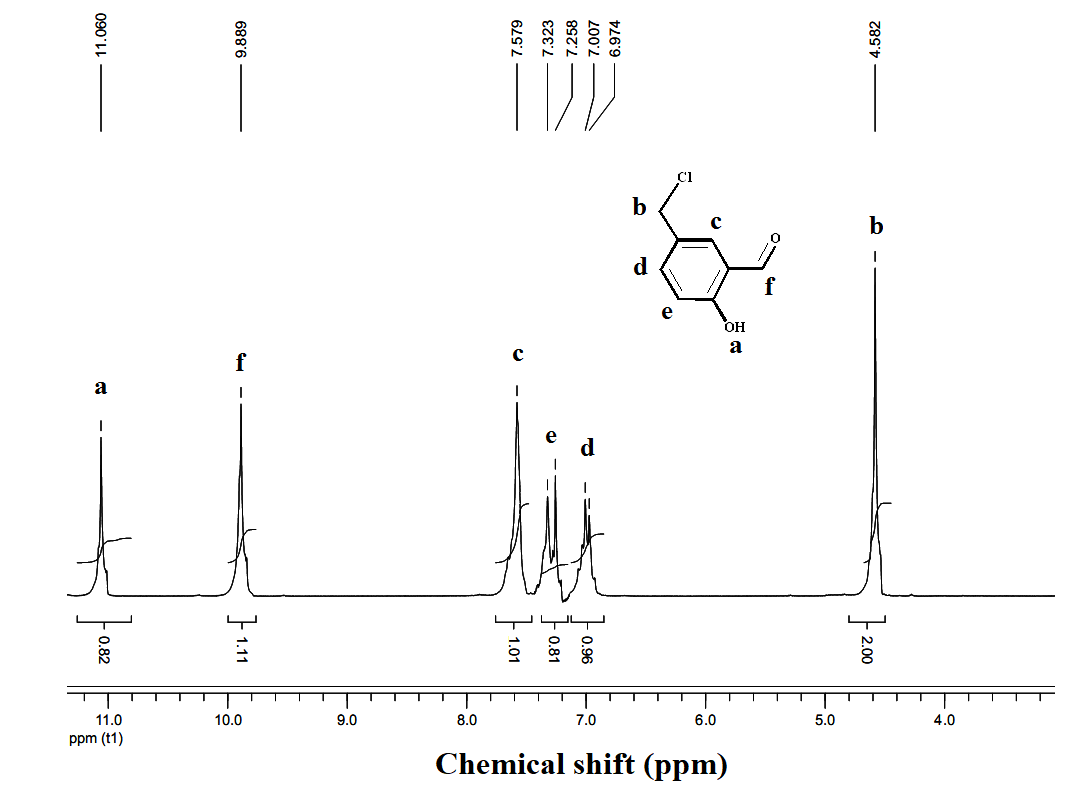 11.060
9.889
7.579
7.323
7.258
7.007
6.974
4.582
Cl
b
c
O
d
f
e
OH
a
b
c
f
a
e
d
0.82
1.11
1.01
0.81
0.96
2.00
11.0
10.0
9.0
8.0
7.0
6.0
5.0
4.0
ppm (t1)
Chemical shift (ppm)